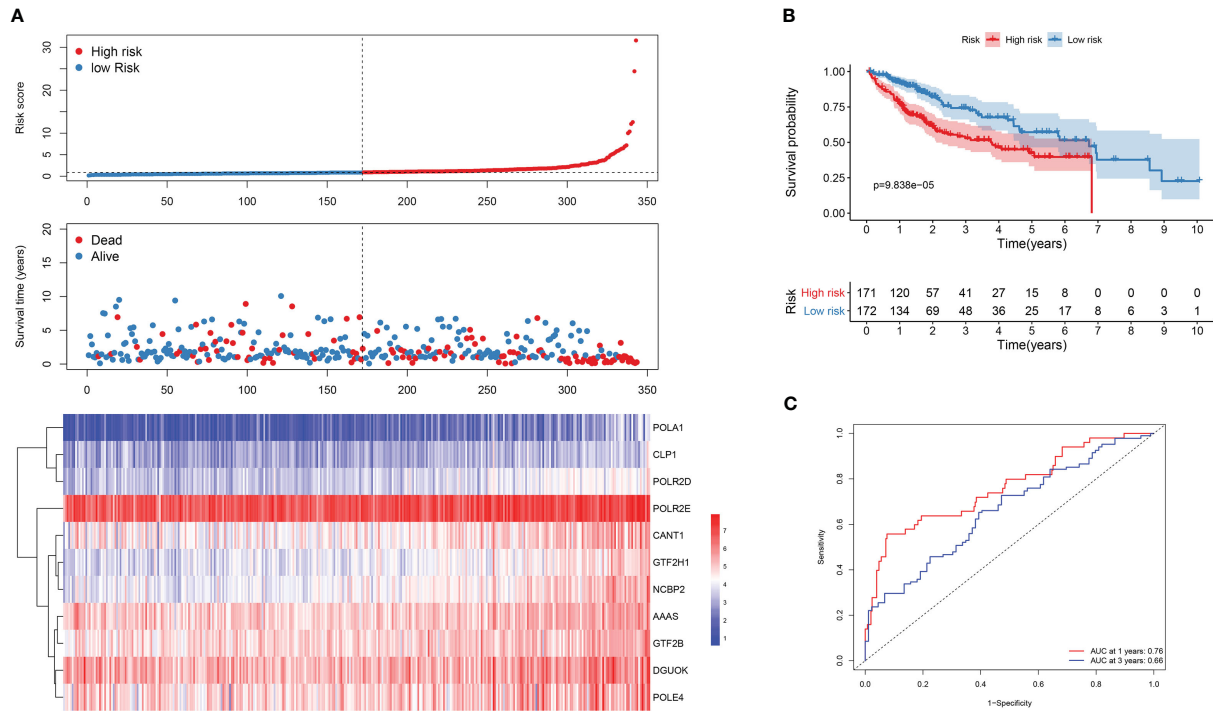 A
High risk
low Risk
Risk score
30
20
10
5
0
Dead
Alive
Survival time (years)
20
15
10
5
0
0 50 100 150 200 250 300 350
POLA1
CLP1
POLR2D
POLR2E
CANT1
GTF2H1
NCBP2
AAAS
GTF2B
DGUOK
POLE4
7
6
5
4
3
2
1
B
Risk High risk Low risk
Survival probability
1.00
0.75
0.50
0.25
0.00
p=9.838e−05
0 1 2 3 4 5 6 7 8 9 10
Time(years)
Risk
High risk 171 120 57 41 27 15 8 0 0 0 0
Low risk 172 134 69 48 36 25 17 8 6 3 1
0 1 2 3 4 5 6 7 8 9 10
Time(years)
C
Sensitivity
1.0
0.8
0.6
0.4
0.2
0.0
AUC at 1 years: 0.76
AUC at 3 years: 0.66
0.0 0.2 0.4 0.6 0.8 1.0
1−Specificity